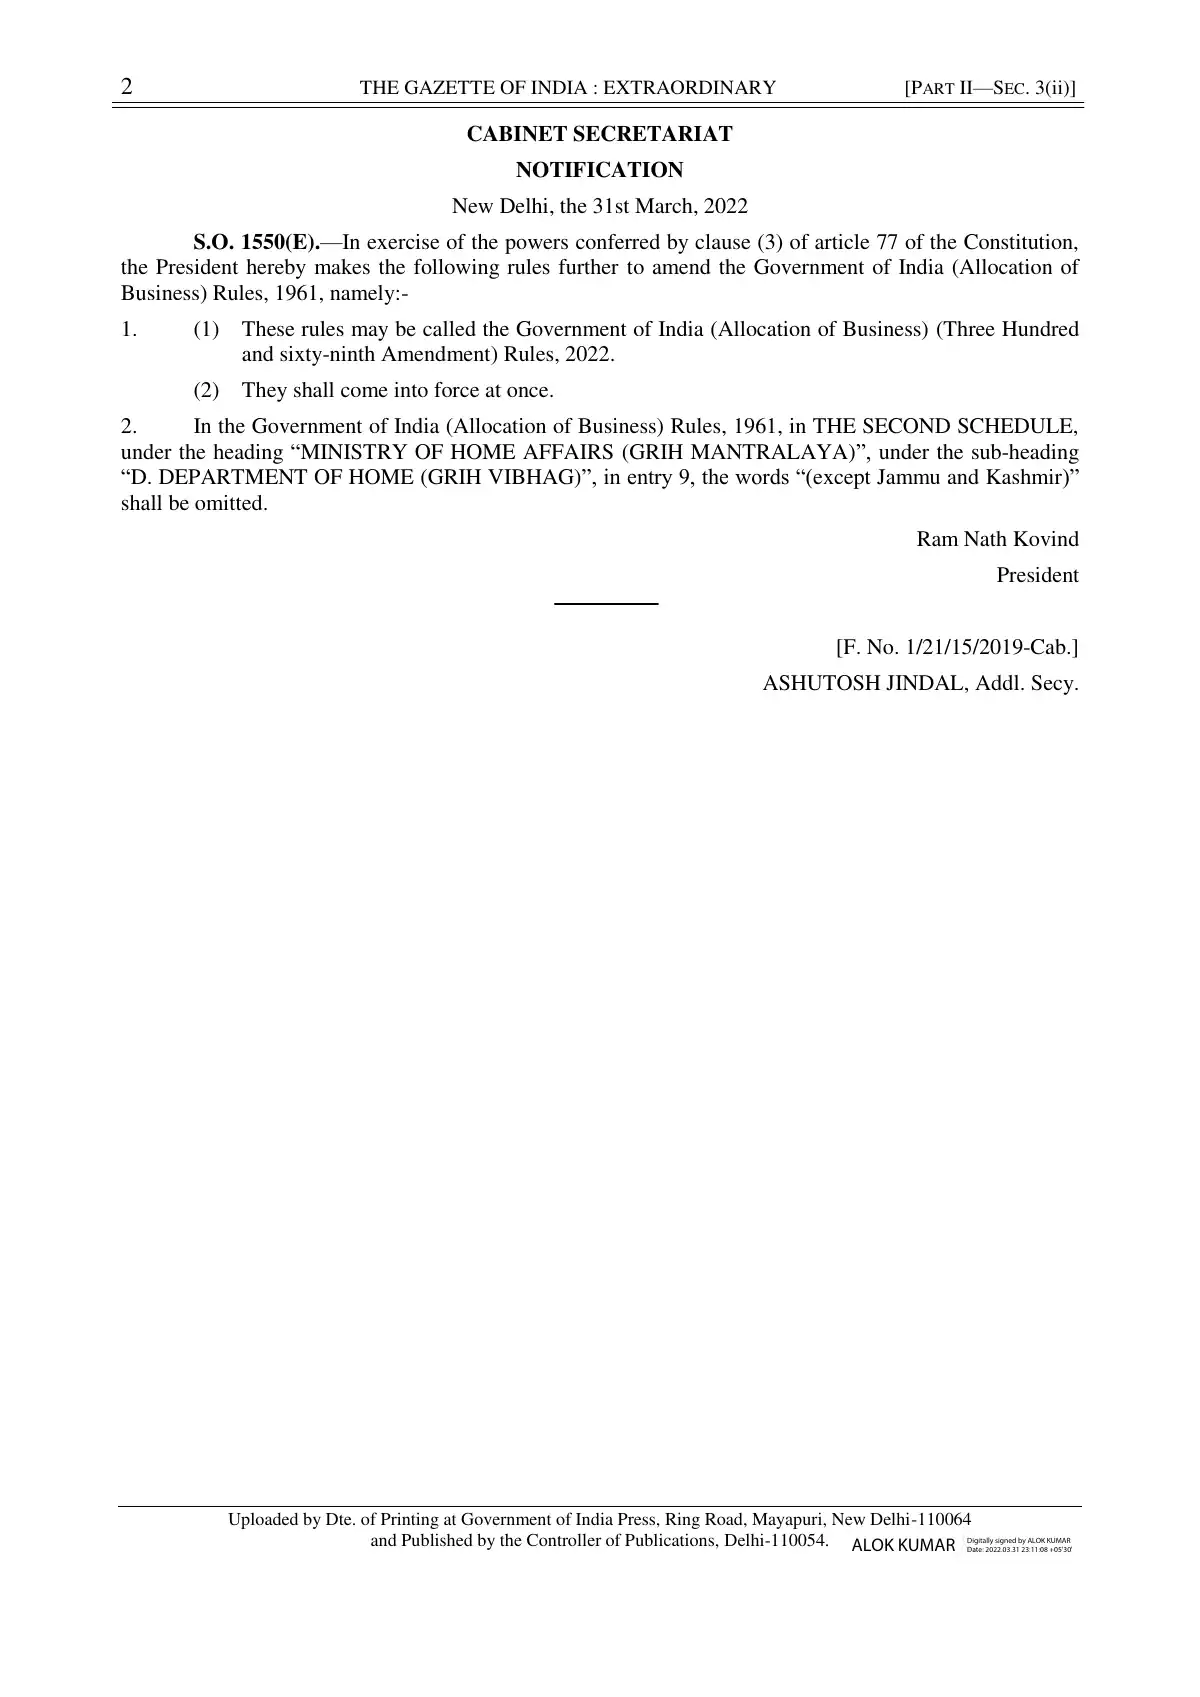 2 THE GAZETTE OF INDIA : EXTRAORDINARY [PART II—SEC. 3(ii)]
CABINET SECRETARIAT
NOTIFICATION
New Delhi, the 31st March, 2022
S.O. 1550(E).—In exercise of the powers conferred by clause (3) of article 77 of the Constitution,
the President hereby makes the following rules further to amend the Government of India (Allocation of
Business) Rules, 1961, namely:-
1. (1) These rules may be called the Government of India (Allocation of Business) (Three Hundred
and sixty-ninth Amendment) Rules, 2022.
(2) They shall come into force at once.
2. In the Government of India (Allocation of Business) Rules, 1961, in THE SECOND SCHEDULE,
under the heading “MINISTRY OF HOME AFFAIRS (GRIH MANTRALAYA)”, under the sub-heading
“D. DEPARTMENT OF HOME (GRIH VIBHAG)”, in entry 9, the words “(except Jammu and Kashmir)”
shall be omitted.
Ram Nath Kovind
President
[F. No. 1/21/15/2019-Cab.]
ASHUTOSH JINDAL, Addl. Secy.
Uploaded by Dte. of Printing at Government of India Press, Ring Road, Mayapuri, New Delhi-110064
and Published by the Controller of Publications, Delhi-110054.
ALOK KUMAR
Digitally signed by ALOK KUMAR
Date: 2022.03.31 23:11:08 +05'30'